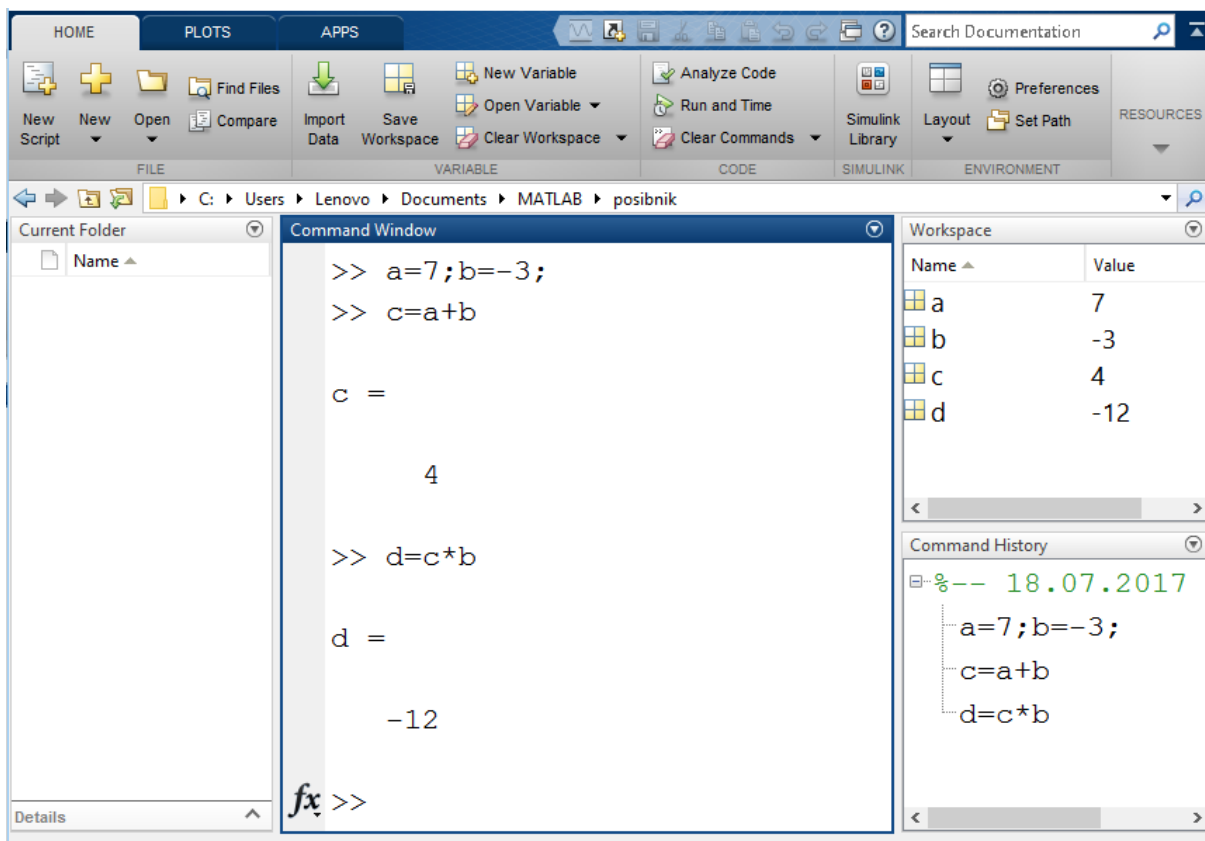 HOME PLOTS APPS Search Documentation
New Script New Open Find Files Compare
FILE
Import Data Save Workspace New Variable Open Variable Clear Workspace
VARIABLE
Analyze Code Run and Time Clear Commands
CODE
Simulink Library
SIMULINK
Layout Preferences Set Path
ENVIRONMENT
RESOURCES
C: Users Lenovo Documents MATLAB posibnik
Current Folder
Name
Details
Command Window
>> a=7;b=-3;
>> c=a+b
c =
4
>> d=c*b
d =
-12
fx >>
Workspace
Name Value
a 7
b -3
c 4
d -12
Command History
%-- 18.07.2017
a=7;b=-3;
c=a+b
d=c*b